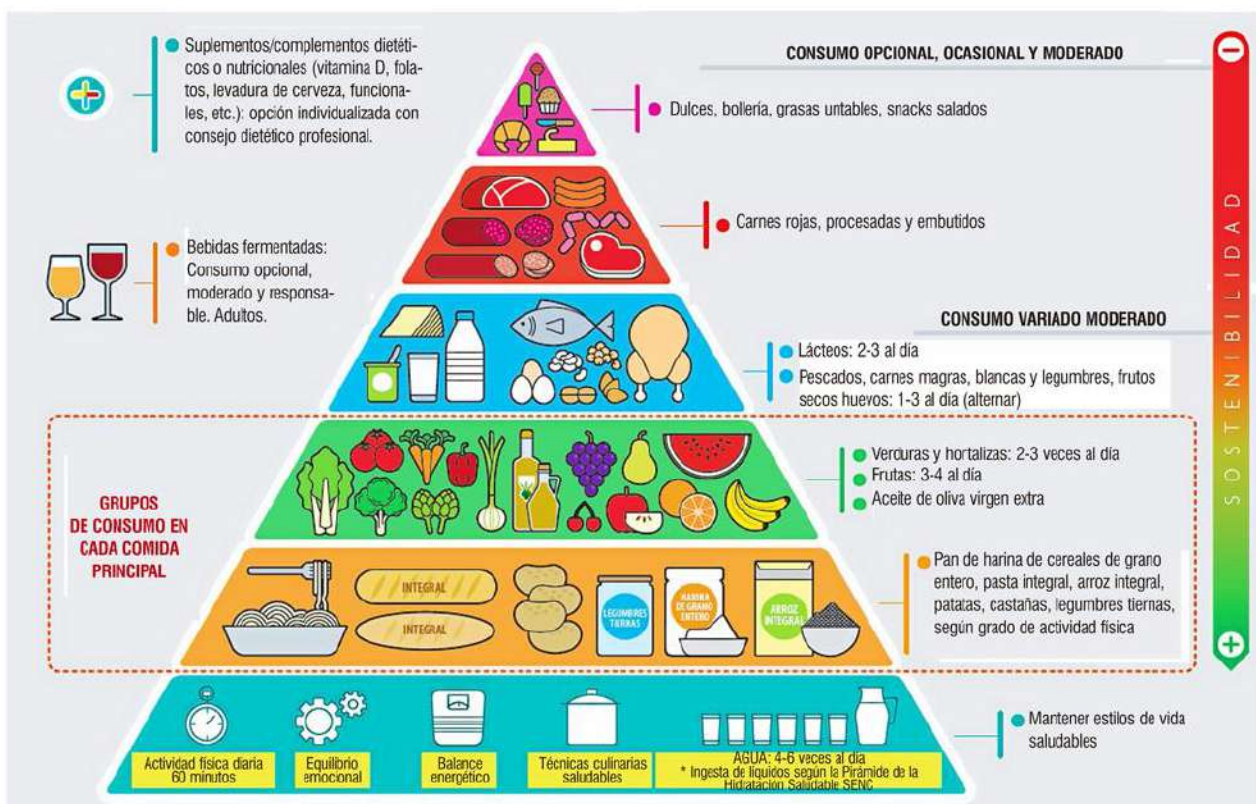 Suplementos/complementos dietéti-
cos o nutricionales (vitamina D, fola-
tos, levadura de cerveza, funciona-
les, etc.): opción individualizada con
consejo dietético profesional.
CONSUMO OPCIONAL, OCASIONAL Y MODERADO
Dulces, bollería, grasas untables, snacks salados
Carnes rojas, procesadas y embutidos
Bebidas fermentadas:
Consumo opcional,
moderado y responsa-
ble. Adultos.
CONSUMO VARIADO MODERADO
Lácteos: 2-3 al día
Pescados, carnes magras, blancas y legumbres, frutos
secos huevos: 1-3 al día (alternar)
SOSTENIBILIDAD
GRUPOS
DE CONSUMO EN
CADA COMIDA
PRINCIPAL
Verduras y hortalizas: 2-3 veces al día
Frutas: 3-4 al día
Aceite de oliva virgen extra
INTEGRAL
INTEGRAL
LEGUMBRES
TIERNAS
HARINA
DE GRANO
ENTERO
ARROZ
INTEGRAL
Pan de harina de cereales de grano
entero, pasta integral, arroz integral,
patatas, castañas, legumbres tiernas,
según grado de actividad física
Actividad física diaria
60 minutos
Equilibrio
emocional
Balance
energético
Técnicas culinarias
saludables
AGUA: 4-6 veces al día
* Ingesta de líquidos según la Pirámide de la
Hidratación Saludable SENC
Mantener estilos de vida
saludables